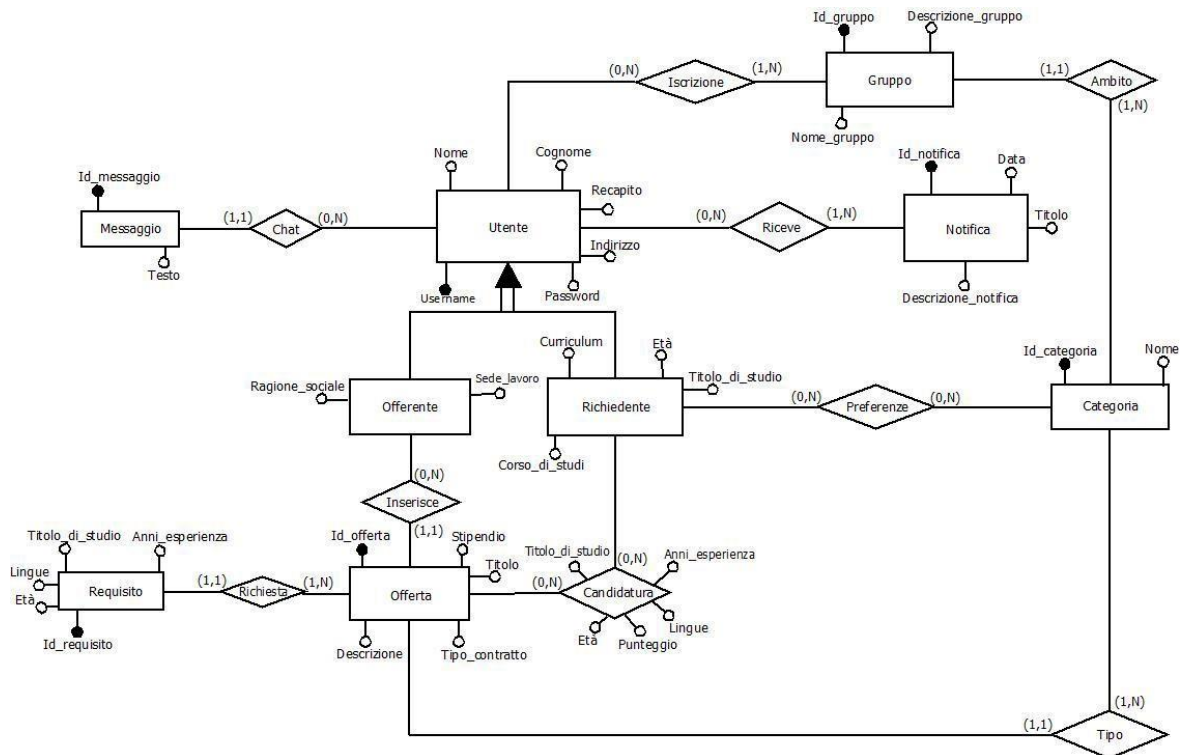 Id_gruppo
Descrizione_gruppo
(0,N)
Iscrizione
(1,N)
Gruppo
(1,1)
Ambito
(1,N)
Nome_gruppo
Id_messaggio
Nome
Cognome
Recapito
Id_notifica
Data
Messaggio
(1,1)
Chat
(0,N)
Utente
(0,N)
Riceve
(1,N)
Notifica
Titolo
Testo
Indirizzo
Username
Password
Descrizione_notifica
Curriculum
Età
Id_categoria
Nome
Ragione_sociale
Sede_lavoro
Titolo_di_studio
Offerente
Richiedente
(0,N)
Preferenze
(0,N)
Categoria
Corso_di_studi
(0,N)
Inserisce
(1,1)
Titolo_di_studio
Anni_esperienza
Id_offerta
Stipendio
Titolo
Titolo_di_studio
(0,N)
Anni_esperienza
Lingue
Età
Requisito
(1,1)
Richiesta
(1,N)
Offerta
(0,N)
Candidatura
Lingue
Età
Punteggio
Id_requisito
Descrizione
Tipo_contratto
(1,N)
(1,1)
Tipo